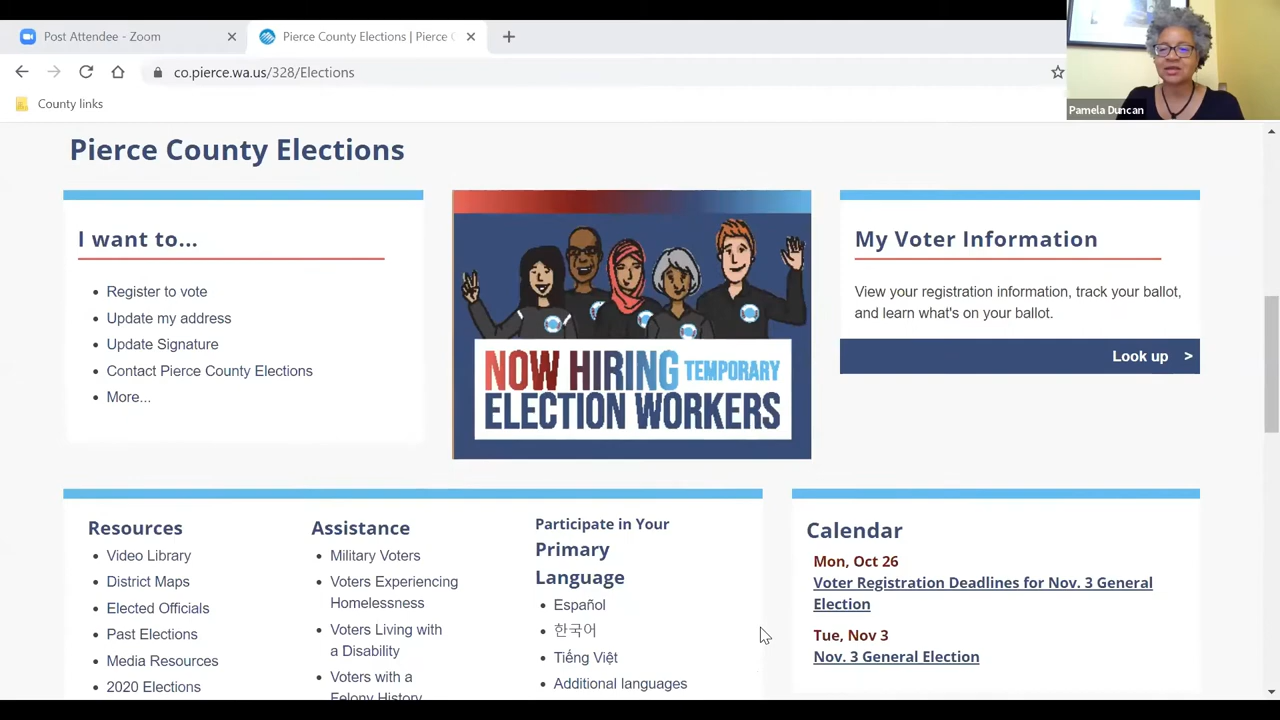 Post Attendee - Zoom
Pierce County Elections | Pierce C
co.pierce.wa.us/328/Elections
County links
Pamela Duncan
Pierce County Elections
I want to...
Register to vote
Update my address
Update Signature
Contact Pierce County Elections
More...
NOW HIRING TEMPORARY
ELECTION WORKERS
My Voter Information
View your registration information, track your ballot,
and learn what's on your ballot.
Look up >
Resources
Video Library
District Maps
Elected Officials
Past Elections
Media Resources
2020 Elections
Assistance
Military Voters
Voters Experiencing
Homelessness
Voters Living with
a Disability
Voters with a
Felony History
Participate in Your
Primary
Language
Español
한국어
Tiếng Việt
Additional languages
Calendar
Mon, Oct 26
Voter Registration Deadlines for Nov. 3 General
Election
Tue, Nov 3
Nov. 3 General Election